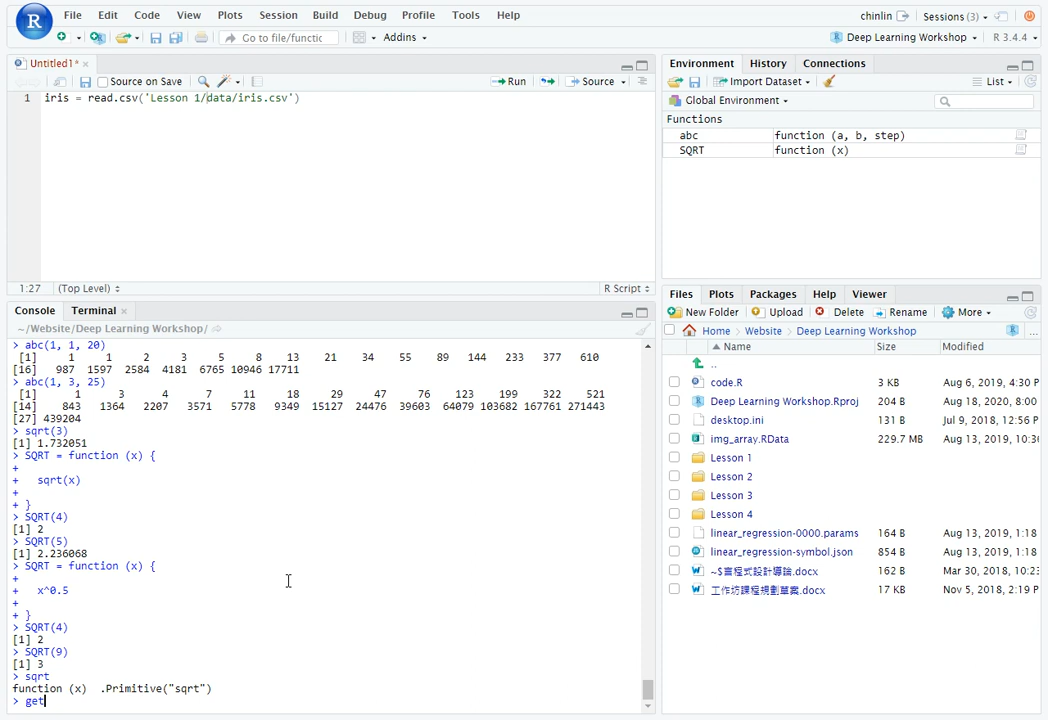 R File Edit Code View Plots Session Build Debug Profile Tools Help chinlin Sessions (3)
Go to file/functic Addins Deep Learning Workshop R 3.4.4
Untitled1*
Source on Save Run Source
1 iris = read.csv('Lesson 1/data/iris.csv')
1:27 (Top Level) R Script
Console Terminal
~/Website/Deep Learning Workshop/
> abc(1, 1, 20)
[1] 1 1 2 3 5 8 13 21 34 55 89 144 233 377 610
[16] 987 1597 2584 4181 6765 10946 17711
> abc(1, 3, 25)
[1] 1 3 4 7 11 18 29 47 76 123 199 322 521
[14] 843 1364 2207 3571 5778 9349 15127 24476 39603 64079 103682 167761 271443
[27] 439204
> sqrt(3)
[1] 1.732051
> SQRT = function (x) {
+
+ sqrt(x)
+
+ }
> SQRT(4)
[1] 2
> SQRT(5)
[1] 2.236068
> SQRT = function (x) {
+
+ x^0.5
+
+ }
> SQRT(4)
[1] 2
> SQRT(9)
[1] 3
> sqrt
function (x) .Primitive("sqrt")
> get
Environment History Connections
Import Dataset List
Global Environment
Functions
abc function (a, b, step)
SQRT function (x)
Files Plots Packages Help Viewer
New Folder Upload Delete Rename More
Home > Website > Deep Learning Workshop R ...
Name Size Modified
..
code.R 3 KB Aug 6, 2019, 4:30 P
Deep Learning Workshop.Rproj 204 B Aug 18, 2020, 8:00
desktop.ini 131 B Jul 9, 2018, 12:56 P
img_array.RData 229.7 MB Aug 13, 2019, 10:3
Lesson 1
Lesson 2
Lesson 3
Lesson 4
linear_regression-0000.params 164 B Aug 13, 2019, 1:18
linear_regression-symbol.json 854 B Aug 13, 2019, 1:18
~$言程式設計導論.docx 162 B Mar 30, 2018, 10:2
工作坊課程規劃草案.docx 17 KB Nov 5, 2018, 2:19 P